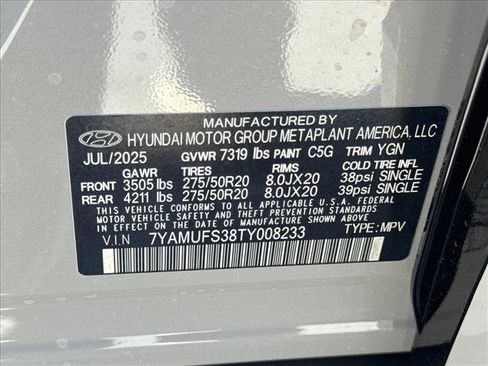 MANUFACTURED BY
HYUNDAI MOTOR GROUP METAPLANT AMERICA, LLC
JUL/2025 GVWR 7319 lbs PAINT C5G TRIM YGN
GAWR TIRES RIMS COLD TIRE INFL
FRONT 3505 lbs 275/50R20 8.0JX20 38psi SINGLE
REAR 4211 lbs 275/50R20 8.0JX20 39psi SINGLE
THIS VEHICLE CONFORMS TO ALL APPLICABLE U.S.A. FEDERAL
MOTOR VEHICLE SAFETY AND THEFT PREVENTION STANDARDS
IN EFFECT ON THE DATE OF MANUFACTURE SHOWN ABOVE.
V.I.N 7YAMUFS38TY008233 TYPE: MPV